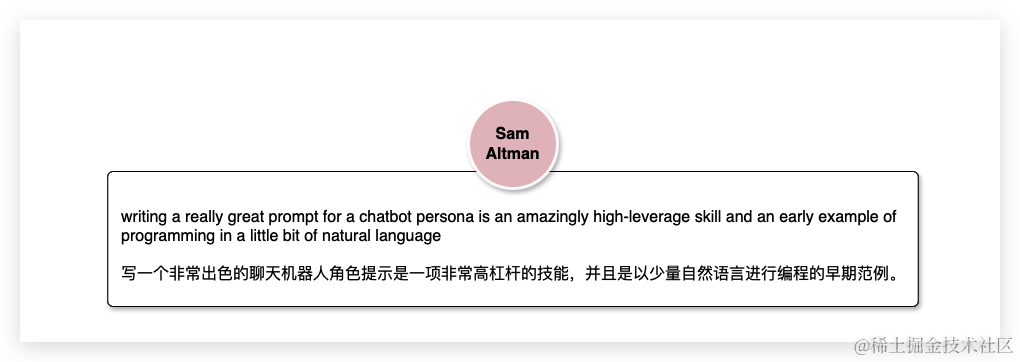 Sam
Altman
writing a really great prompt for a chatbot persona is an amazingly high-leverage skill and an early example of
programming in a little bit of natural language
写一个非常出色的聊天机器人角色提示是一项非常高杠杆的技能，并且是以少量自然语言进行编程的早期范例。
@稀土掘金技术社区